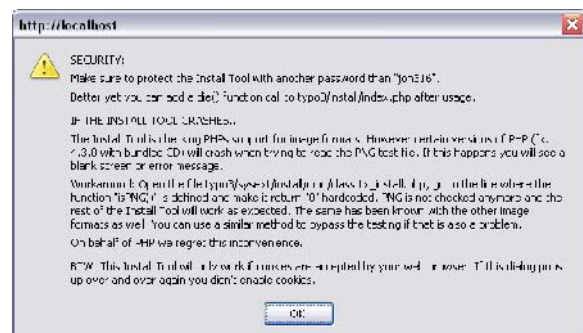 http://localhost
SECURITY:
Make sure to protect the Install Tool with another password than "joh316".
Better yet you can add a die() function call to typo3/install/index.php after usage.
IF THE INSTALL TOOL CRASHES...
The Install Tool is checking PHPs support for image formats. However certain versions of PHP (fx.
4.3.0 with bundled GD) will crash when trying to read the PNG test file. If this happens you will see a
blank screen or error message.
Workaround: Open the file typo3/sysext/install/mod/class.tx_install.php, go to the line where the
function "isPNG()" is defined and make it return "0" hardcoded. PNG is not checked anymore and the
rest of the Install Tool will work as expected. The same has been known with the other image
formats as well. You can use a similar method to bypass the testing if that is also a problem.
On behalf of PHP we regret this inconvenience.
BTW: This Install Tool will only work if cookies are accepted by your web browser. If this dialog pops
up over and over again you didn't enable cookies.
OK